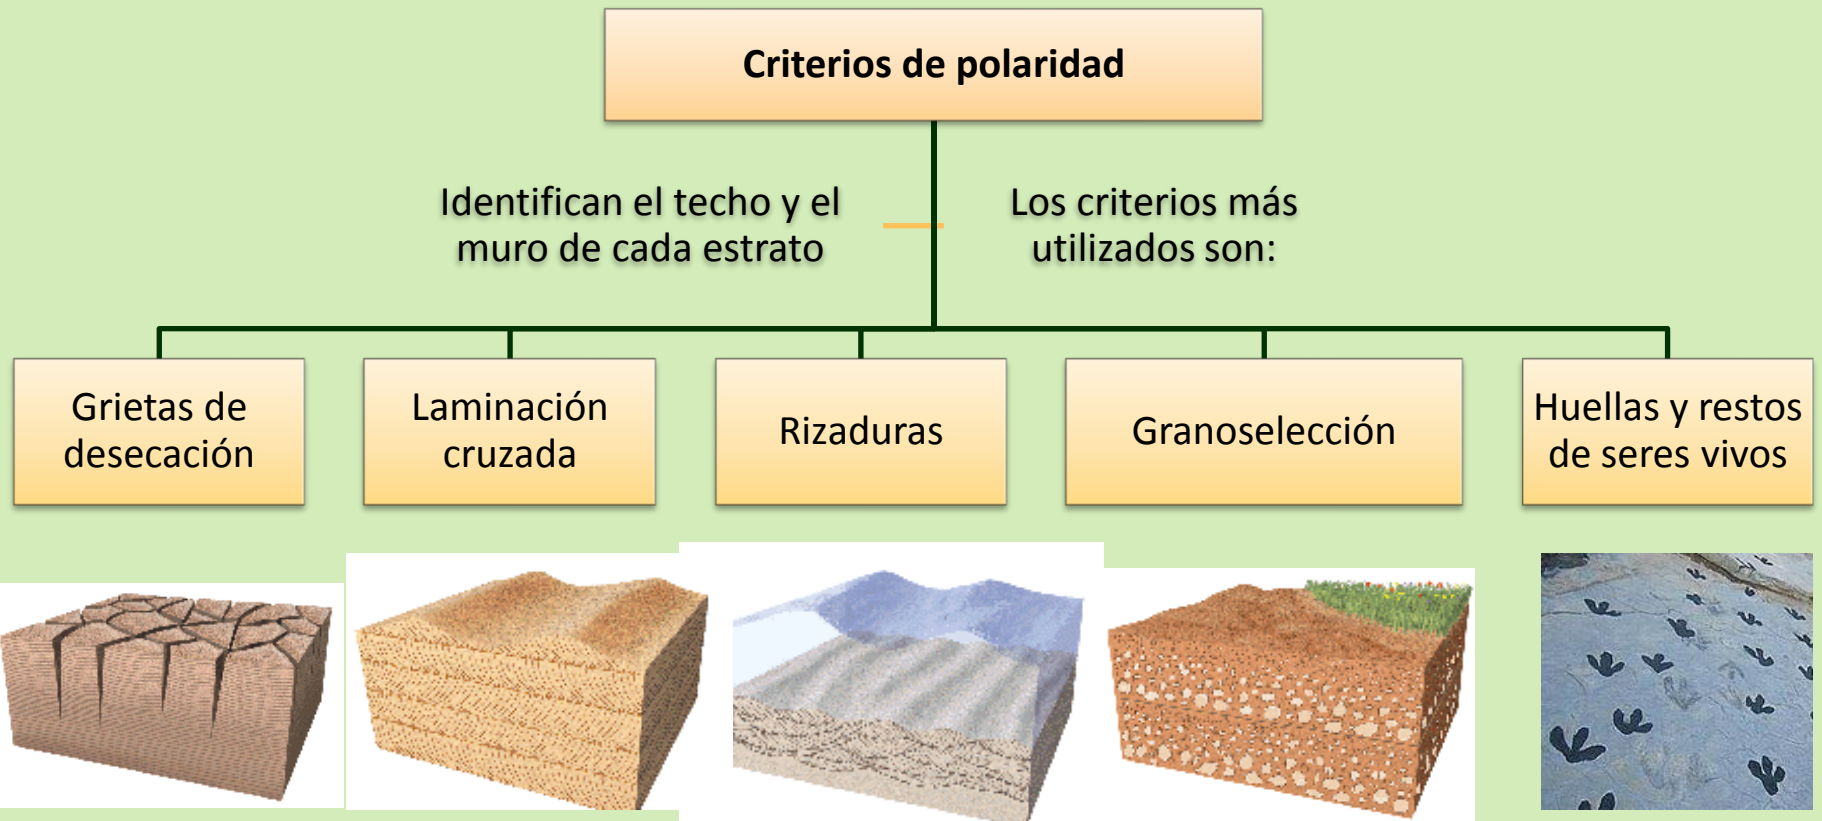 Criterios de polaridad
Identifican el techo y el
muro de cada estrato
Los criterios más
utilizados son:
Grietas de
desecación
Laminación
cruzada
Rizaduras
Granoselección
Huellas y restos
de seres vivos